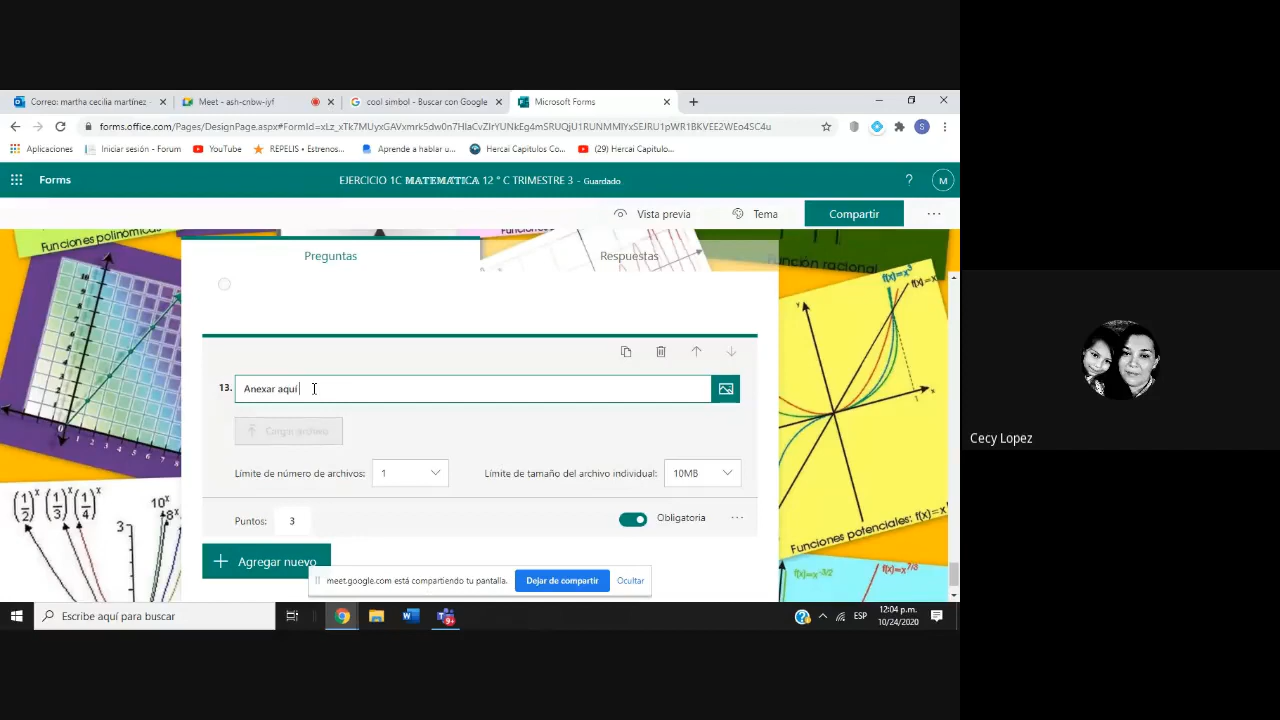 Correo: martha cecilia martínez -
Meet - ash-cnbw-iyf
cool simbol - Buscar con Google
Microsoft Forms
forms.office.com/Pages/DesignPage.aspx#FormId=
Aplicaciones
Iniciar sesión - Forum
YouTube
REPELIS • Estrenos...
Aprende a hablar u...
Hercai Capitulos Co...
(29) Hercai Capitulo...
Forms
EJERCICIO 1C MATEMÁTICA 12 ° C TRIMESTRE 3 - Guardado
?
M
Vista previa
Tema
Compartir
Funciones polinómicas
Función racional
Preguntas
Respuestas
f(x)=x³
13.
Anexar aquí
Cargar archivo
Límite de número de archivos:
1
Límite de tamaño del archivo individual:
10MB
Puntos:
3
Obligatoria
Agregar nuevo
Funciones potenciales: f(x)=x
meet.google.com está compartiendo tu pantalla.
Dejar de compartir
Ocultar
Escribe aquí para buscar
ESP
12:04 p.m.
10/24/2020
Cecy Lopez